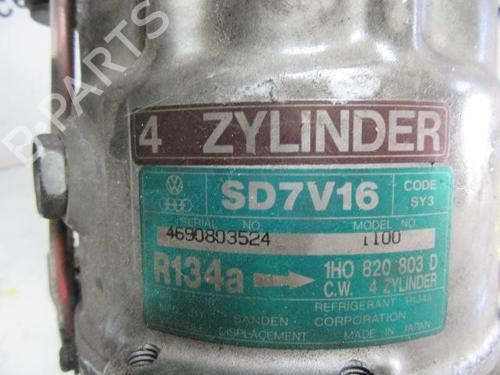 B-PARTS
4 ZYLINDER
SD7V16
CODE
SY3
SERIAL NO
MODEL NO
4690803524
1100
R134a
1H0 820 803 D
C.W. 4 ZYLINDER
REFRIGERANT R134a
SANDEN CORPORATION
DISPLACEMENT MADE IN JAPAN